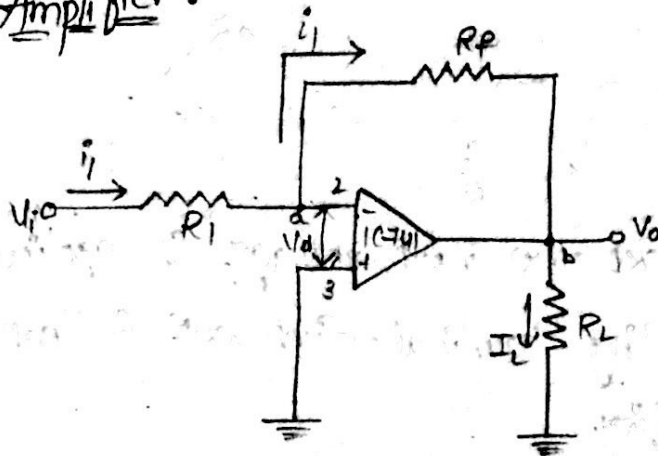 Amplifier :
i1
Rf
i1
2
Vi
R1
a
-
Vd
IC741
Vo
+
b
3
IL
RL